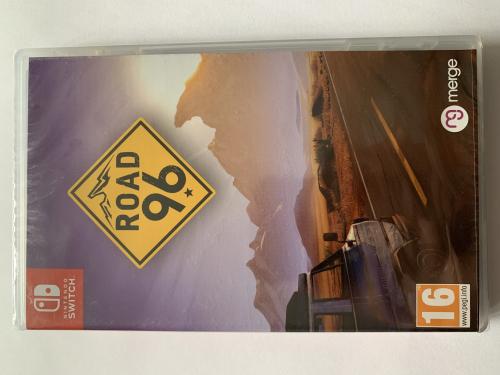 NINTENDO
SWITCH
ROAD
96
merge
16
www.pegi.info